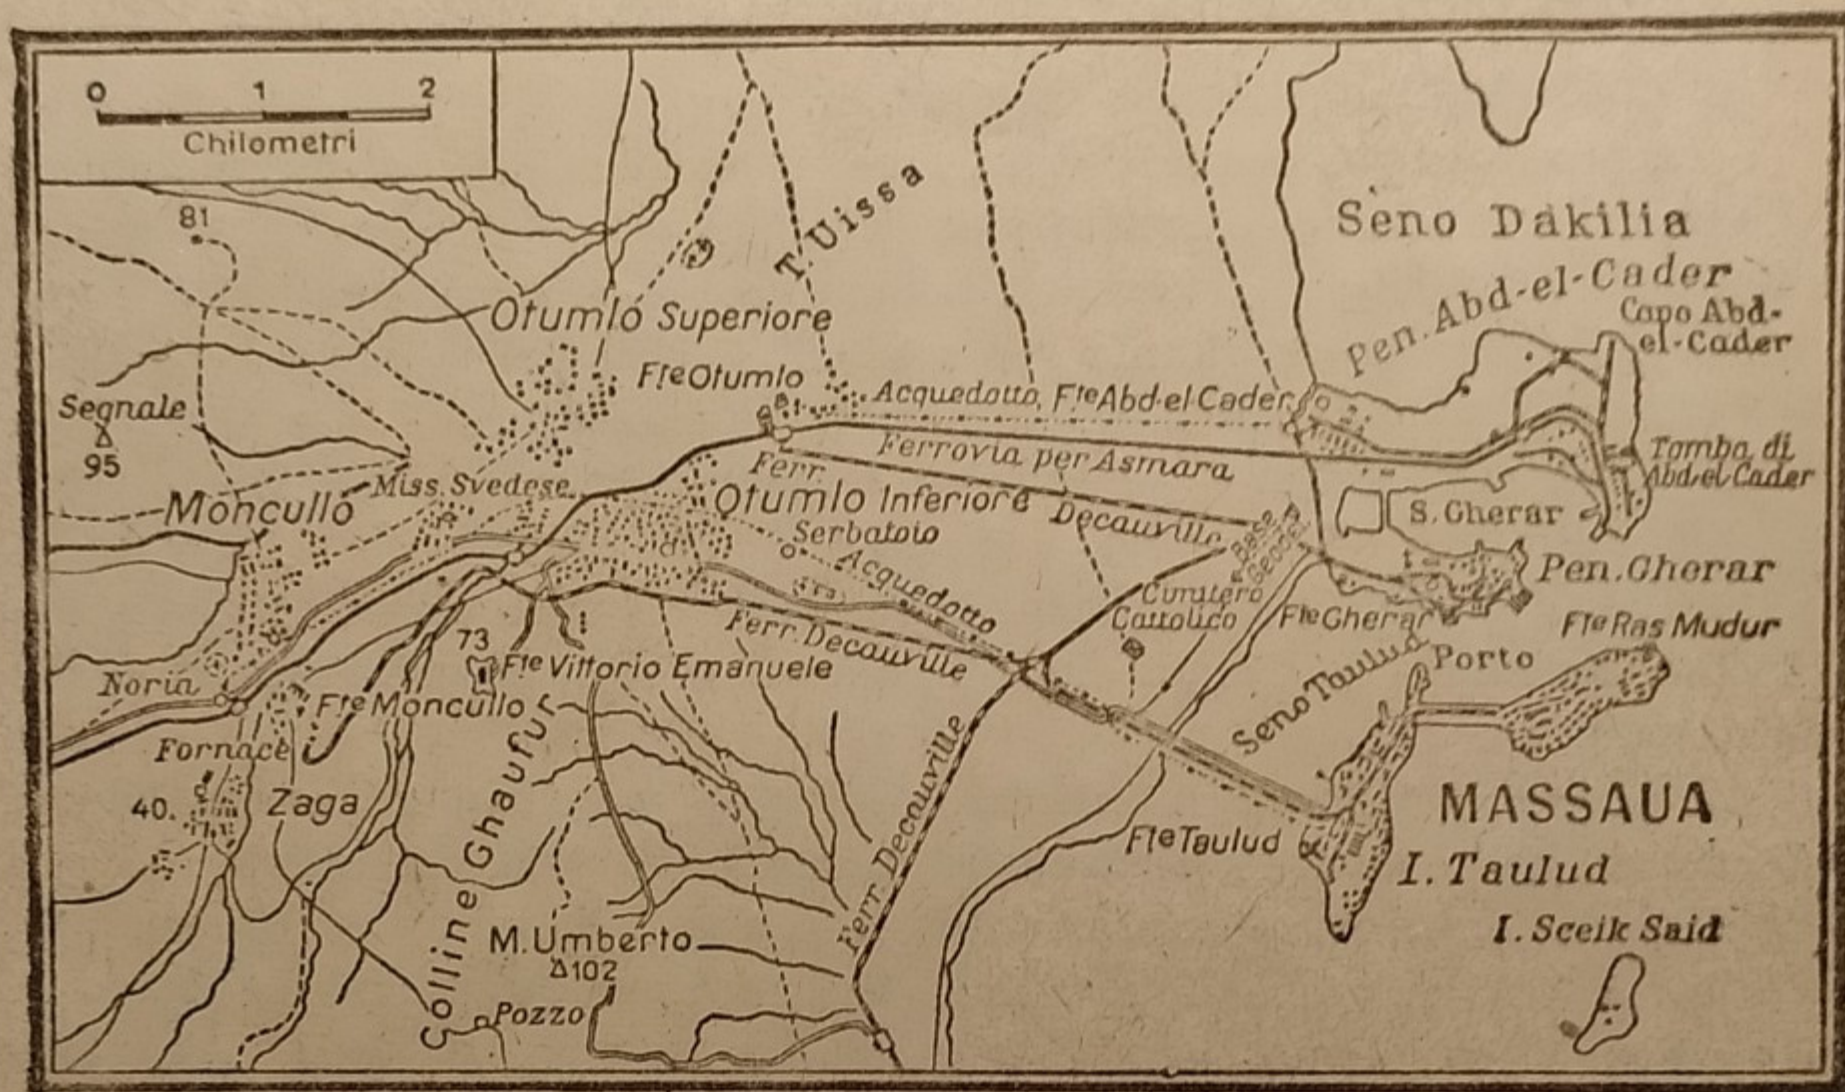 0 1 2
Chilometri
81
T. Uissa
Seno Dakilia
Pen. Abd-el-Cader
Capo Abd-
el-Cader
Otumlo Superiore
Fte Otumlo
Acquedotto
Fte Abd-el Cader
Segnale
95
Ferrovia per Asmara
Ferr.
Decauville
Tomba di
Abd-el Cader
Miss. Svedese
Moncullo
Otumlo Inferiore
S. Gherar
Serbatoio
Acquedotto
Base
Geodet.
Pen. Gherar
Cimitero
Cattolico
Fte Gherar
Fte Ras Mudur
Ferr. Decauville
73
Fte Vittorio Emanuele
Seno Taulud
Porto
Noria
Fte Moncullo
Fornace
40.
Zaga
Colline Ghaufur
Ferr. Decauville
MASSAUA
Fte Taulud
I. Taulud
I. Sceik Said
M. Umberto
102
Pozzo